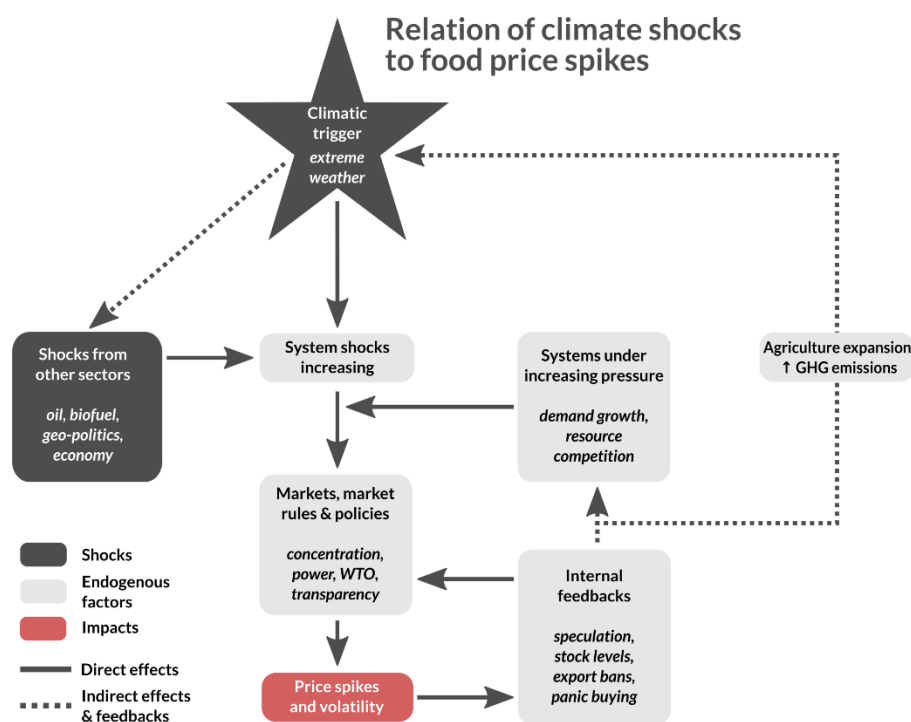 Relation of climate shocks
to food price spikes
Climatic
trigger
extreme
weather
Shocks from
other sectors
oil, biofuel,
geo-politics,
economy
System shocks
increasing
Systems under
increasing pressure
demand growth,
resource
competition
Agriculture expansion
↑ GHG emissions
Markets, market
rules & policies
concentration,
power, WTO,
transparency
Internal
feedbacks
speculation,
stock levels,
export bans,
panic buying
Price spikes
and volatility
Shocks
Endogenous
factors
Impacts
Direct effects
Indirect effects
& feedbacks